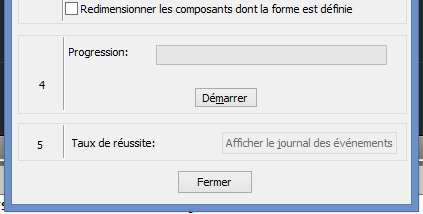 Redimensionner les composants dont la forme est définie
Progression:
4
Démarrer
5 Taux de réussite: Afficher le journal des événements
Fermer